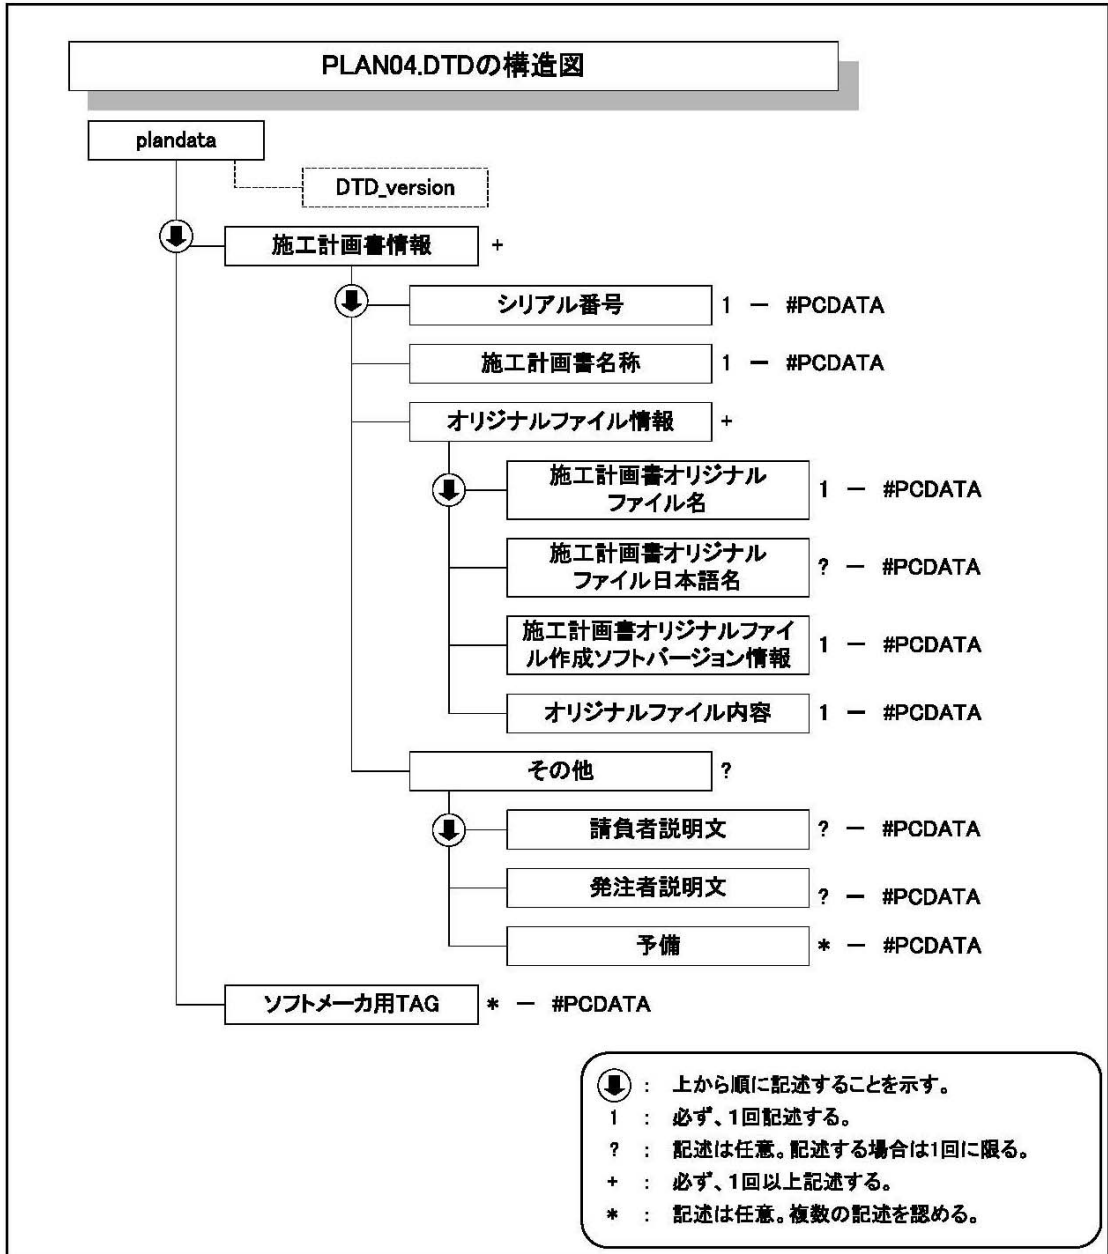 PLAN04.DTDの構造図
plandata
DTD_version
施工計画書情報 +
シリアル番号 1 － #PCDATA
施工計画書名称 1 － #PCDATA
オリジナルファイル情報 +
施工計画書オリジナル
ファイル名 1 － #PCDATA
施工計画書オリジナル
ファイル日本語名 ? － #PCDATA
施工計画書オリジナルファイ
ル作成ソフトバージョン情報 1 － #PCDATA
オリジナルファイル内容 1 － #PCDATA
その他 ?
請負者説明文 ? － #PCDATA
発注者説明文 ? － #PCDATA
予備 * － #PCDATA
ソフトメーカ用TAG * － #PCDATA
： 上から順に記述することを示す。
1 ： 必ず、1回記述する。
? ： 記述は任意。記述する場合は1回に限る。
+ ： 必ず、1回以上記述する。
* ： 記述は任意。複数の記述を認める。